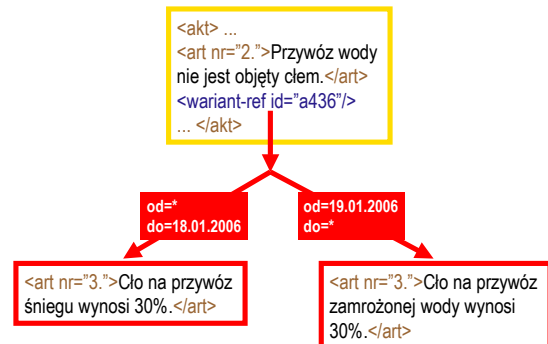 <akt> ...
<art nr=”2.”>Przywóz wody
nie jest objęty cłem.</art>
<wariant-ref id=”a436”/>
... </akt>
od=*
do=18.01.2006
od=19.01.2006
do=*
<art nr=”3.”>Cło na przywóz
śniegu wynosi 30%.</art>
<art nr=”3.”>Cło na przywóz
zamrożonej wody wynosi
30%.</art>